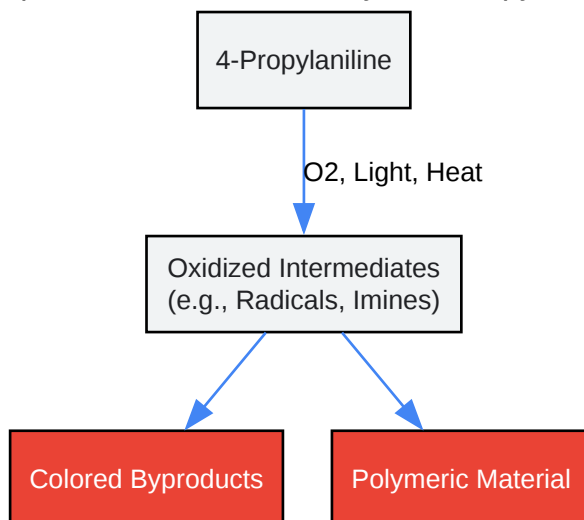 4-Propylaniline
O2, Light, Heat
Oxidized Intermediates
(e.g., Radicals, Imines)
Colored Byproducts
Polymeric Material